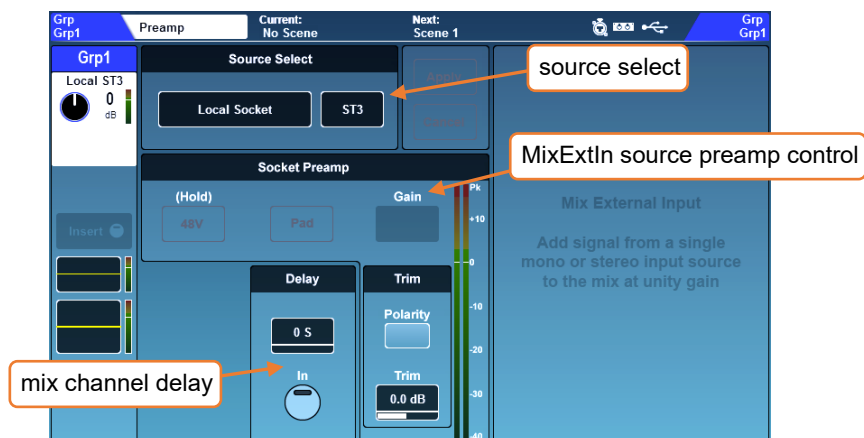 Grp
Grp1
Preamp
Current:
No Scene
Next:
Scene 1
Grp
Grp1
Grp1
Local ST3
0
dB
Source Select
Local Socket
ST3
Apply
Cancel
source select
MixExtIn source preamp control
Socket Preamp
(Hold)
48V
Pad
Gain
Pk
+10
0
-10
-20
-30
-40
Insert
Mix External Input
Add signal from a single
mono or stereo input source
to the mix at unity gain
Delay
0 S
In
Trim
Polarity
Trim
0.0 dB
mix channel delay